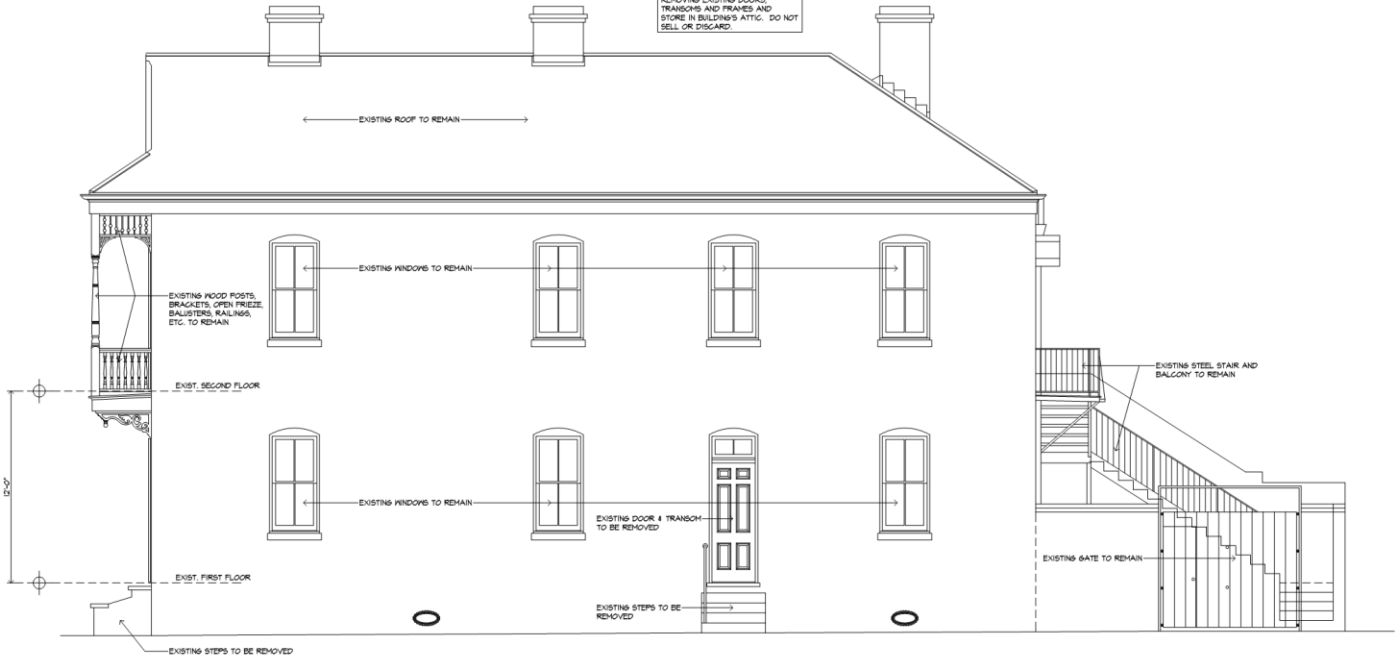 REMOVING EXISTING DOORS,
TRANSOMS AND FRAMES AND
STORE IN BUILDING'S ATTIC. DO NOT
SELL OR DISCARD.
EXISTING ROOF TO REMAIN
EXISTING WINDOWS TO REMAIN
EXISTING WOOD POSTS,
BRACKETS, OPEN FRIEZE,
BALUSTERS, RAILINGS,
ETC. TO REMAIN
EXISTING STEEL STAIR AND
BALCONY TO REMAIN
EXIST. SECOND FLOOR
12'-0"
EXISTING WINDOWS TO REMAIN
EXISTING DOOR & TRANSOM
TO BE REMOVED
EXISTING GATE TO REMAIN
EXIST. FIRST FLOOR
EXISTING STEPS TO BE
REMOVED
EXISTING STEPS TO BE REMOVED